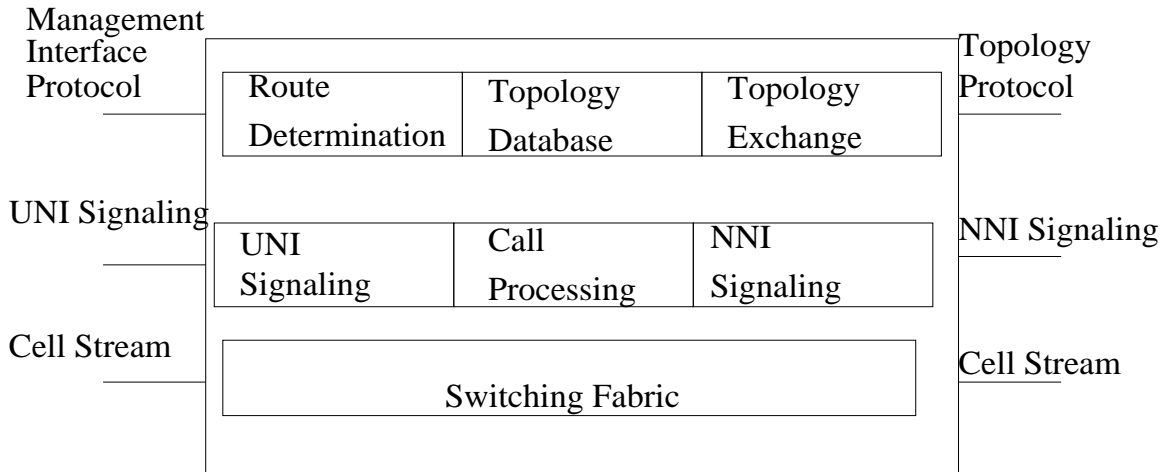 Management
Interface
Protocol
Topology
Protocol
Route
Determination
Topology
Database
Topology
Exchange
UNI Signaling
NNI Signaling
UNI
Signaling
Call
Processing
NNI
Signaling
Cell Stream
Cell Stream
Switching Fabric